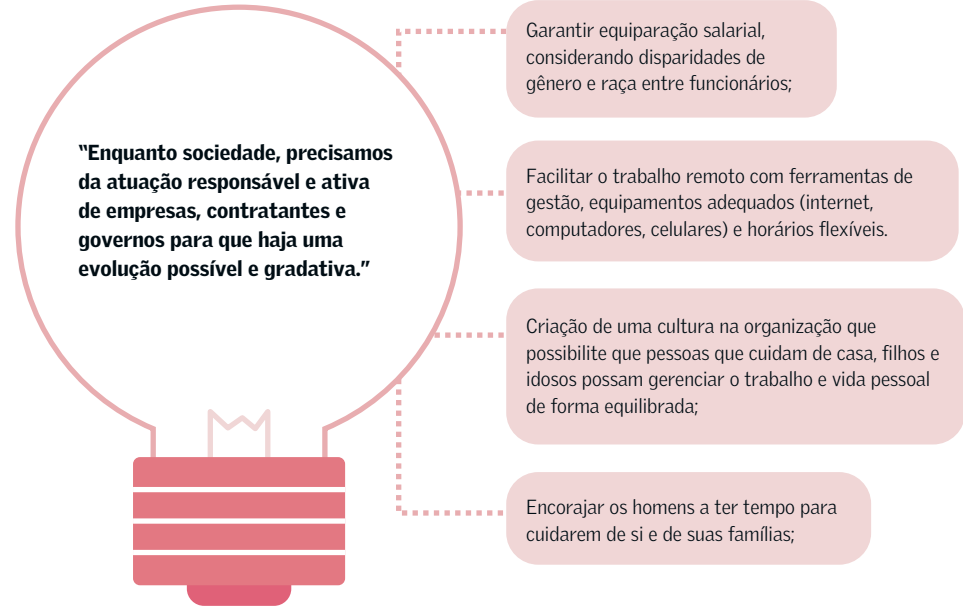 “Enquanto sociedade, precisamos
da atuação responsável e ativa
de empresas, contratantes e
governos para que haja uma
evolução possível e gradativa.”
Garantir equiparação salarial,
considerando disparidades de
gênero e raça entre funcionários;
Facilitar o trabalho remoto com ferramentas de
gestão, equipamentos adequados (internet,
computadores, celulares) e horários flexíveis.
Criação de uma cultura na organização que
possibilite que pessoas que cuidam de casa, filhos e
idosos possam gerenciar o trabalho e vida pessoal
de forma equilibrada;
Encorajar os homens a ter tempo para
cuidarem de si e de suas famílias;